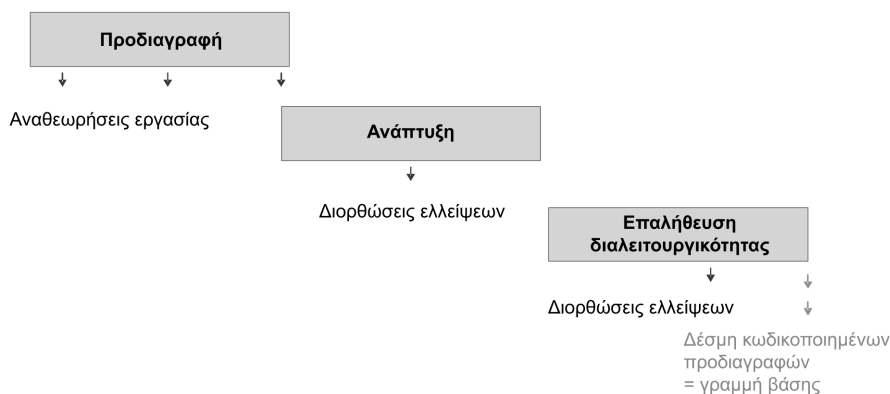 Προδιαγραφή
Αναθεωρήσεις εργασίας
Ανάπτυξη
Διορθώσεις ελλείψεων
Επαλήθευση
διαλειτουργικότητας
Διορθώσεις ελλείψεων
Δέσμη κωδικοποιημένων
προδιαγραφών
= γραμμή βάσης